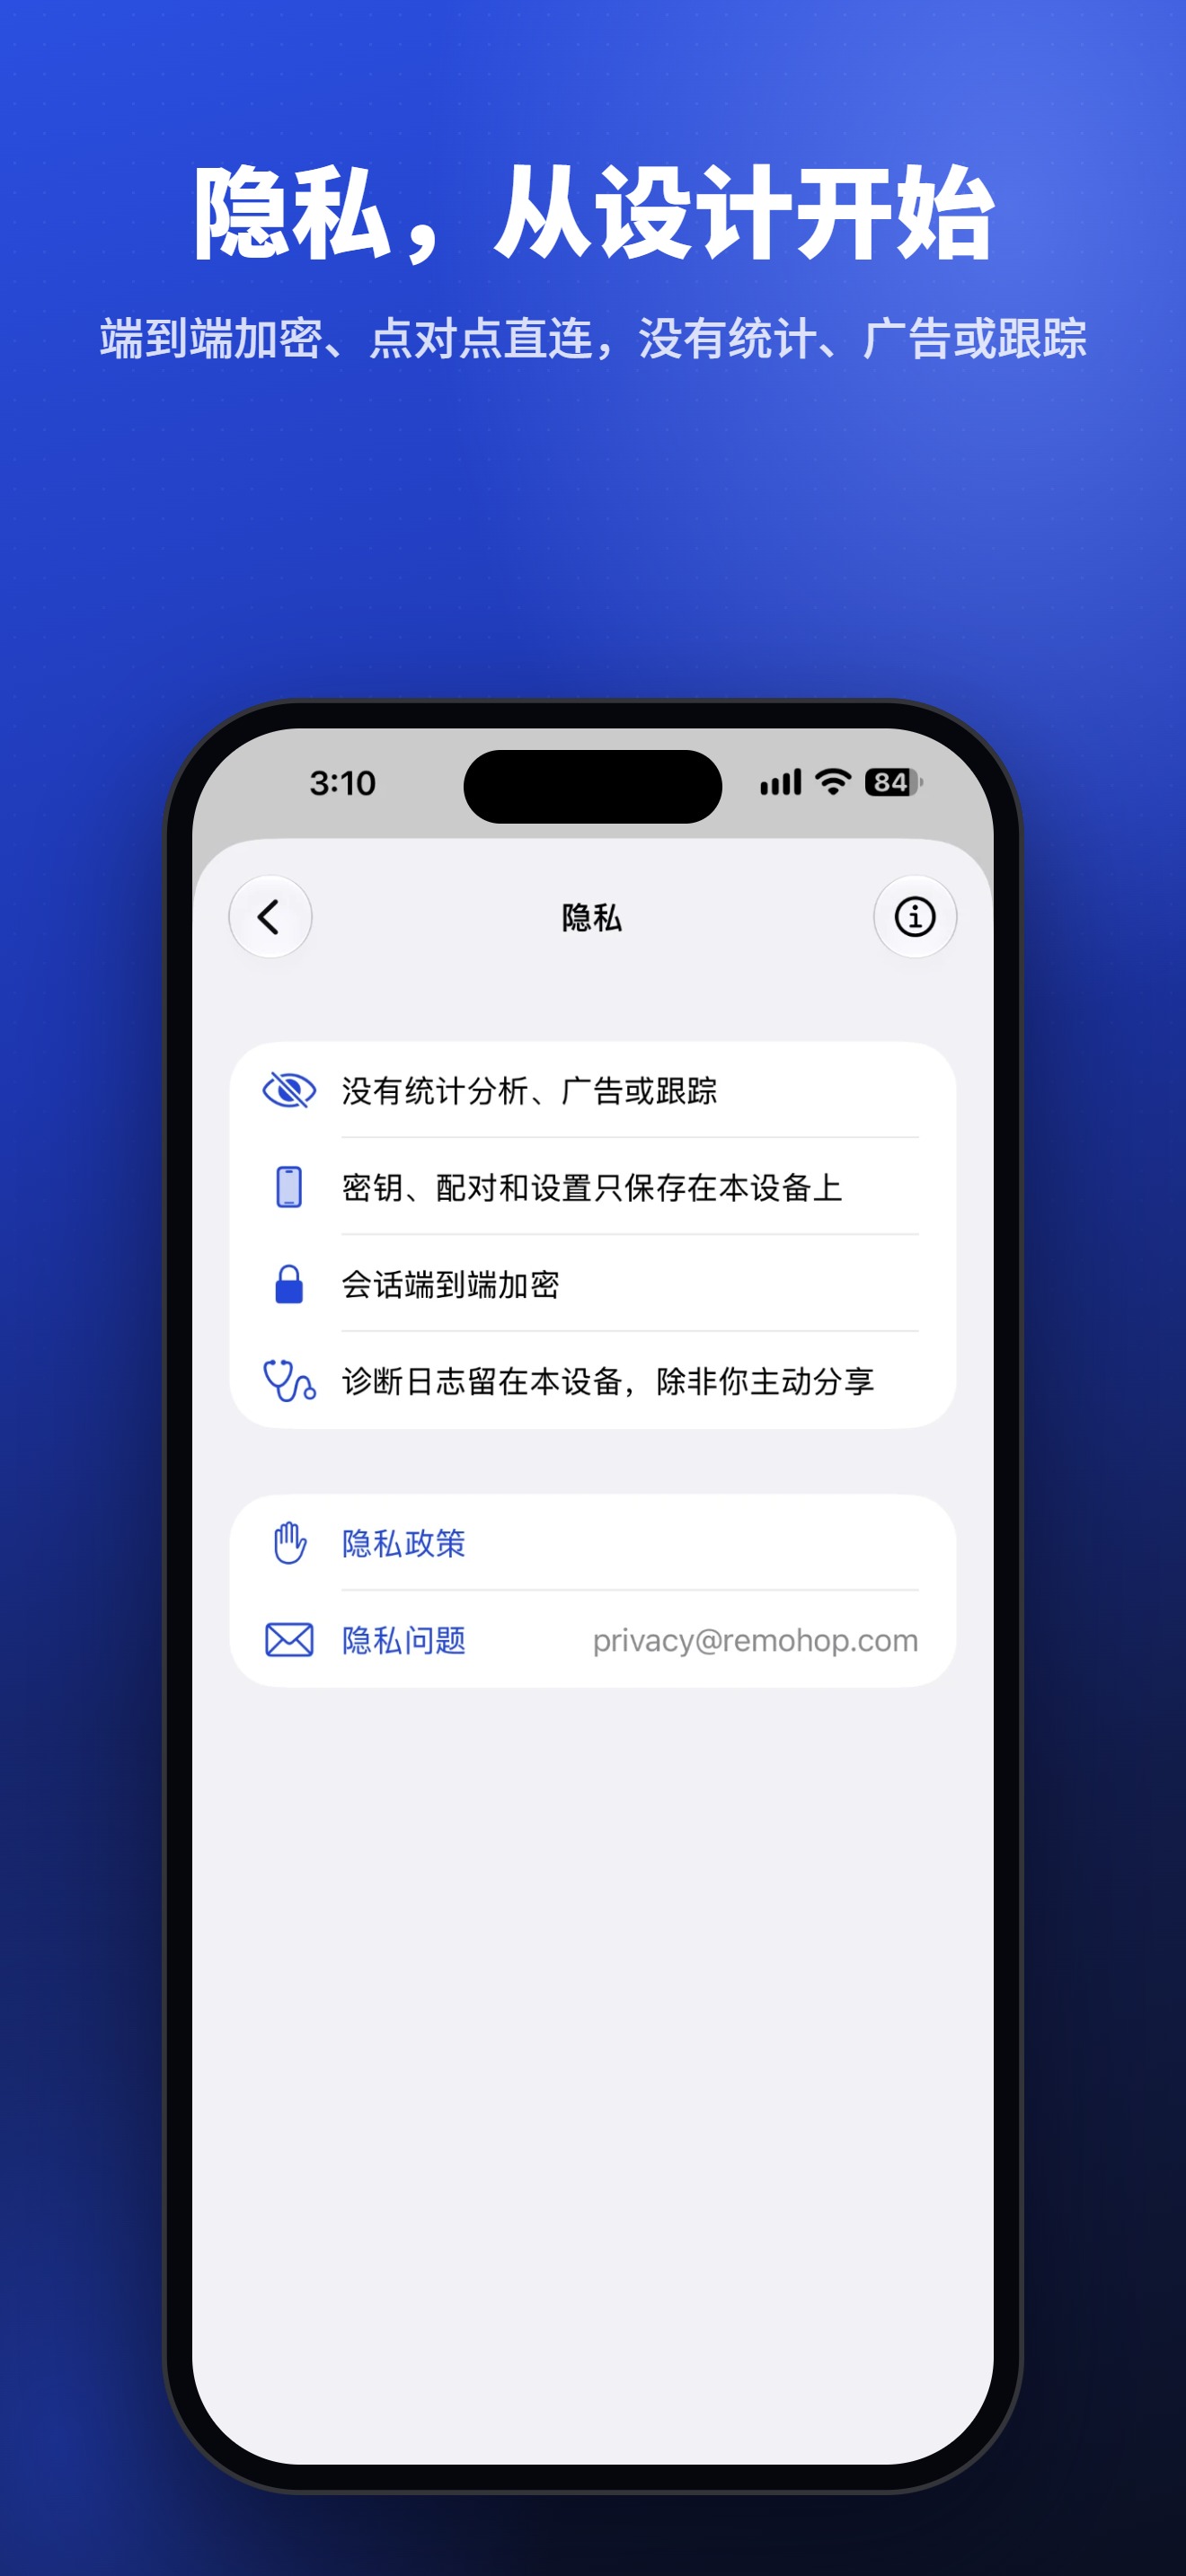 隐私，从设计开始
端到端加密、点对点直连，没有统计、广告或跟踪
3:10
84
隐私
没有统计分析、广告或跟踪
密钥、配对和设置只保存在本设备上
会话端到端加密
诊断日志留在本设备，除非你主动分享
隐私政策
隐私问题 privacy@remohop.com